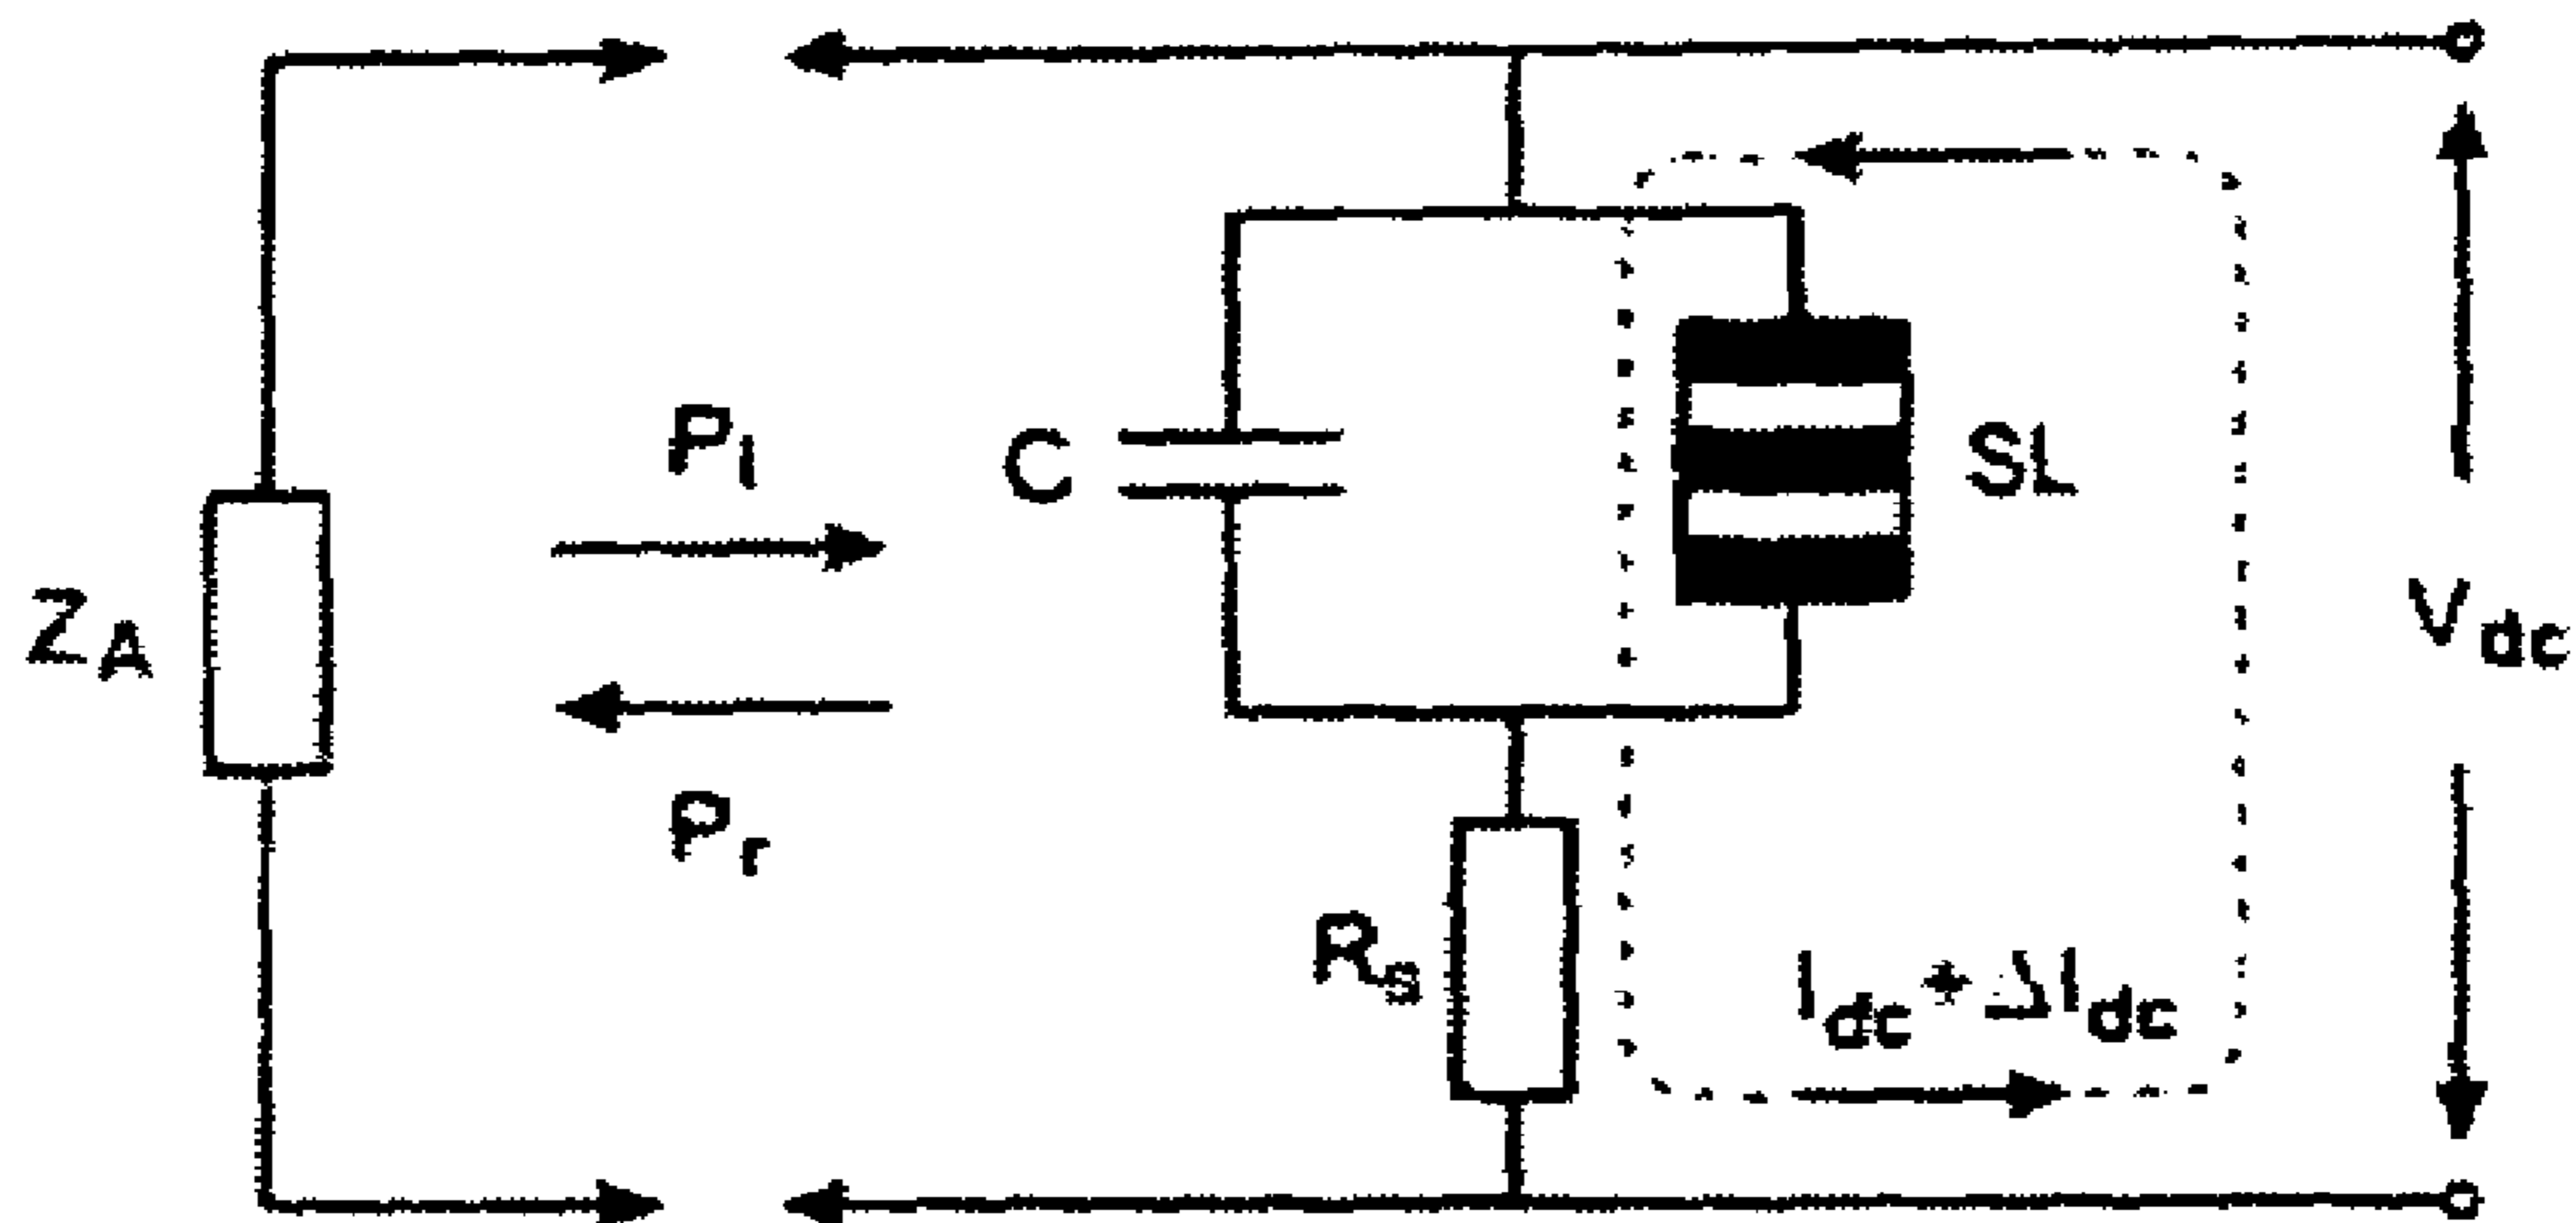 P_i
C
SL
Z_A
V_dc
P_r
R_s
I_dc + ΔI_dc